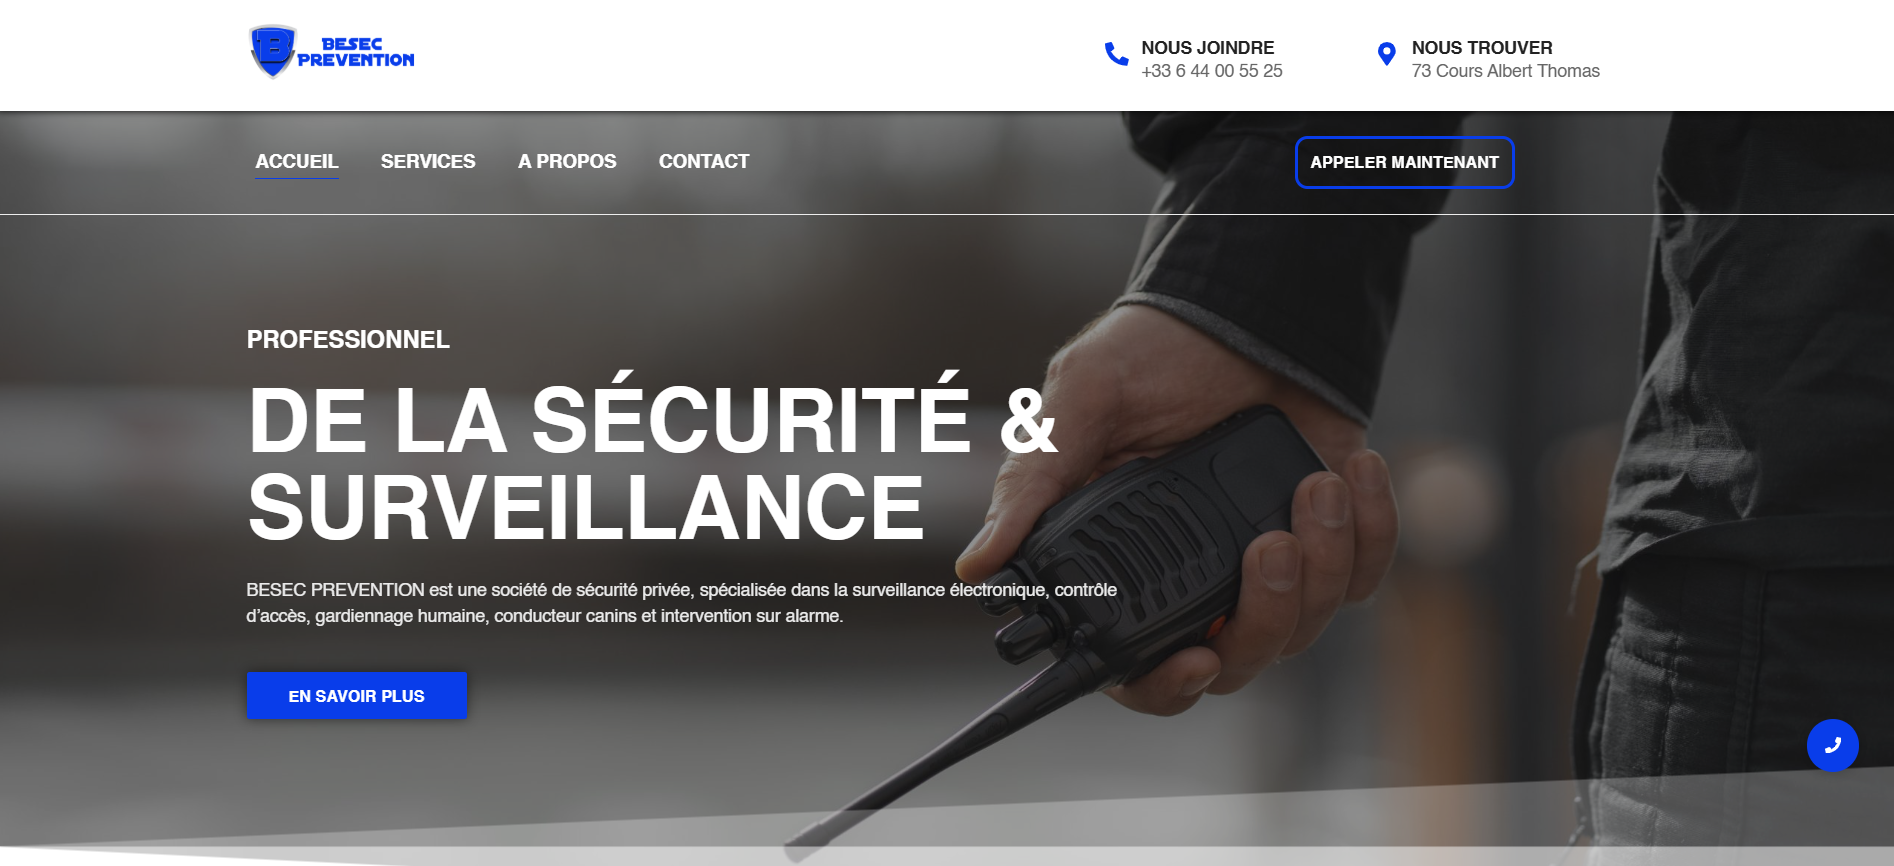 BESEC
PREVENTION
NOUS JOINDRE
+33 6 44 00 55 25
NOUS TROUVER
73 Cours Albert Thomas
ACCUEIL
SERVICES
A PROPOS
CONTACT
APPELER MAINTENANT
PROFESSIONNEL
DE LA SÉCURITÉ &
SURVEILLANCE
BESEC PREVENTION est une société de sécurité privée, spécialisée dans la surveillance électronique, contrôle
d’accès, gardiennage humaine, conducteur canins et intervention sur alarme.
EN SAVOIR PLUS